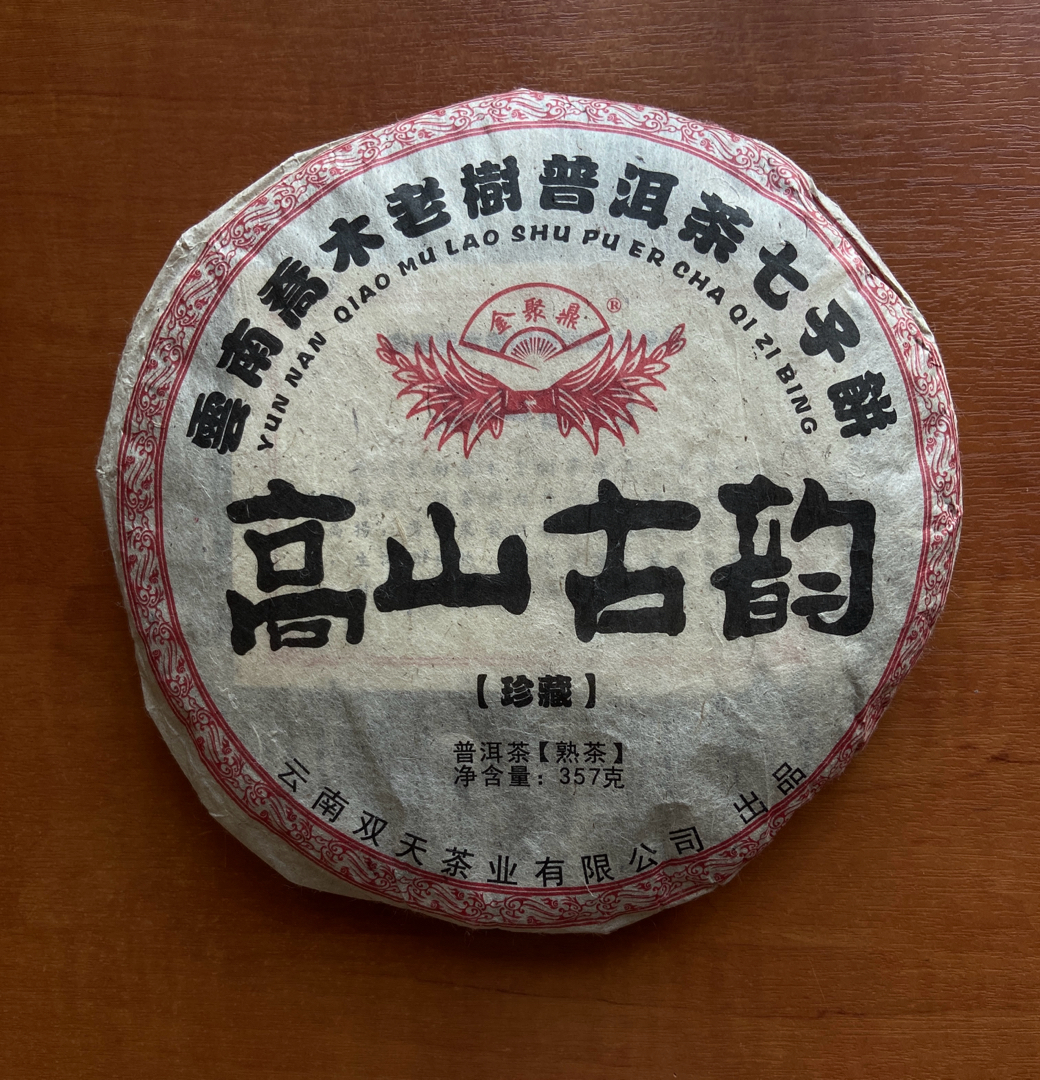 雲南喬木老樹普洱茶七子餅
YUN NAN QIAO MU LAO SHU PU ER CHA QI ZI BING
金聚鼎®
高山古韵
【珍藏】
普洱茶【熟茶】
净含量：357克
云南双天茶业有限公司 出品